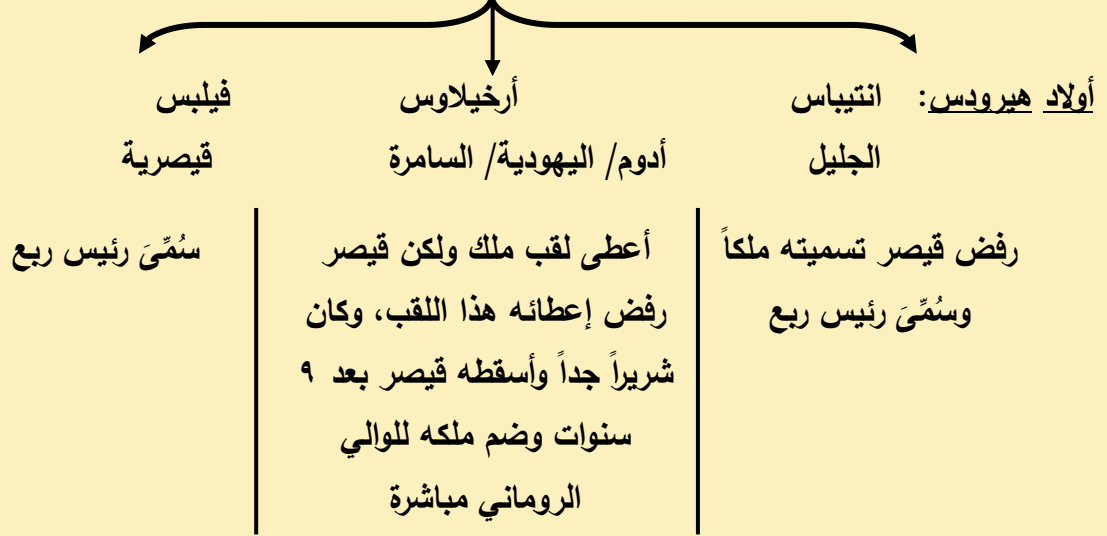 أولاد هيرودس: انتيباس أرخيلاوس فيلبس
الجليل أدوم/ اليهودية/ السامرة قيصرية
رفض قيصر تسميته ملكاً
وسُمِّىَ رئيس ربع
أعطى لقب ملك ولكن قيصر
رفض إعطائه هذا اللقب، وكان
شريراً جداً وأسقطه قيصر بعد ٩
سنوات وضم ملكه للوالي
الروماني مباشرة
سُمِّىَ رئيس ربع